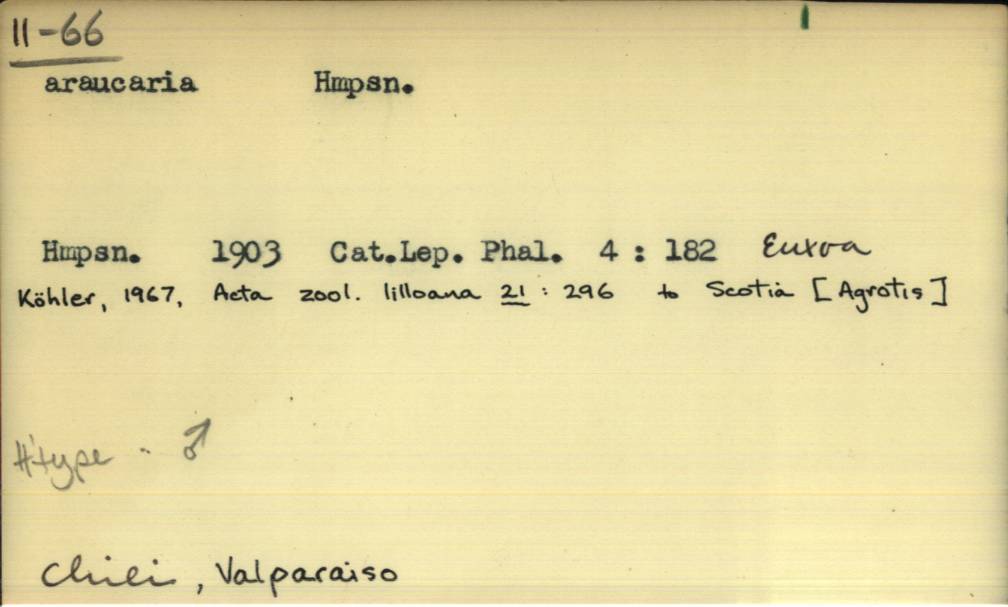 II-66
araucaria Hmpsn.
Hmpsn. 1903 Cat.Lep. Phal. 4 : 182 Euxoa
Köhler, 1967, Acta zool. lilloana 21 : 296 to Scotia [Agrotis]
H'type - ♂
Chili, Valparaiso